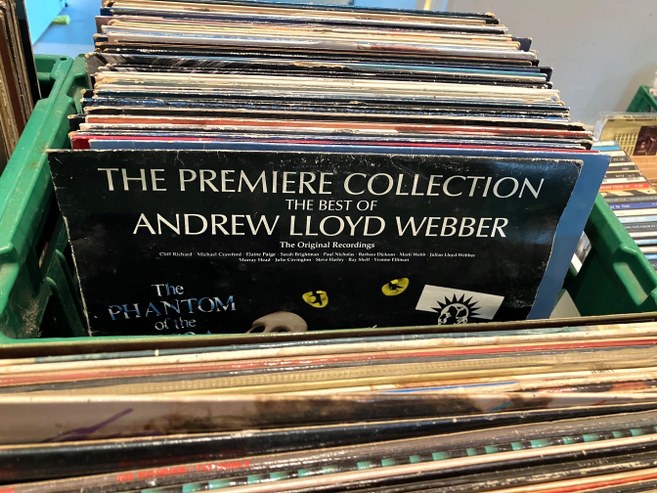 THE PREMIERE COLLECTION
THE BEST OF
ANDREW LLOYD WEBBER
The Original Recordings
Cliff Richard · Michael Crawford · Elaine Paige · Sarah Brightman · Paul Nicholas · Barbara Dickson · Marti Webb · Julian Lloyd Webber
Murray Head · Julie Covington · Steve Harley · Ray Shell · Yvonne Elliman
The
PHANTOM
of the